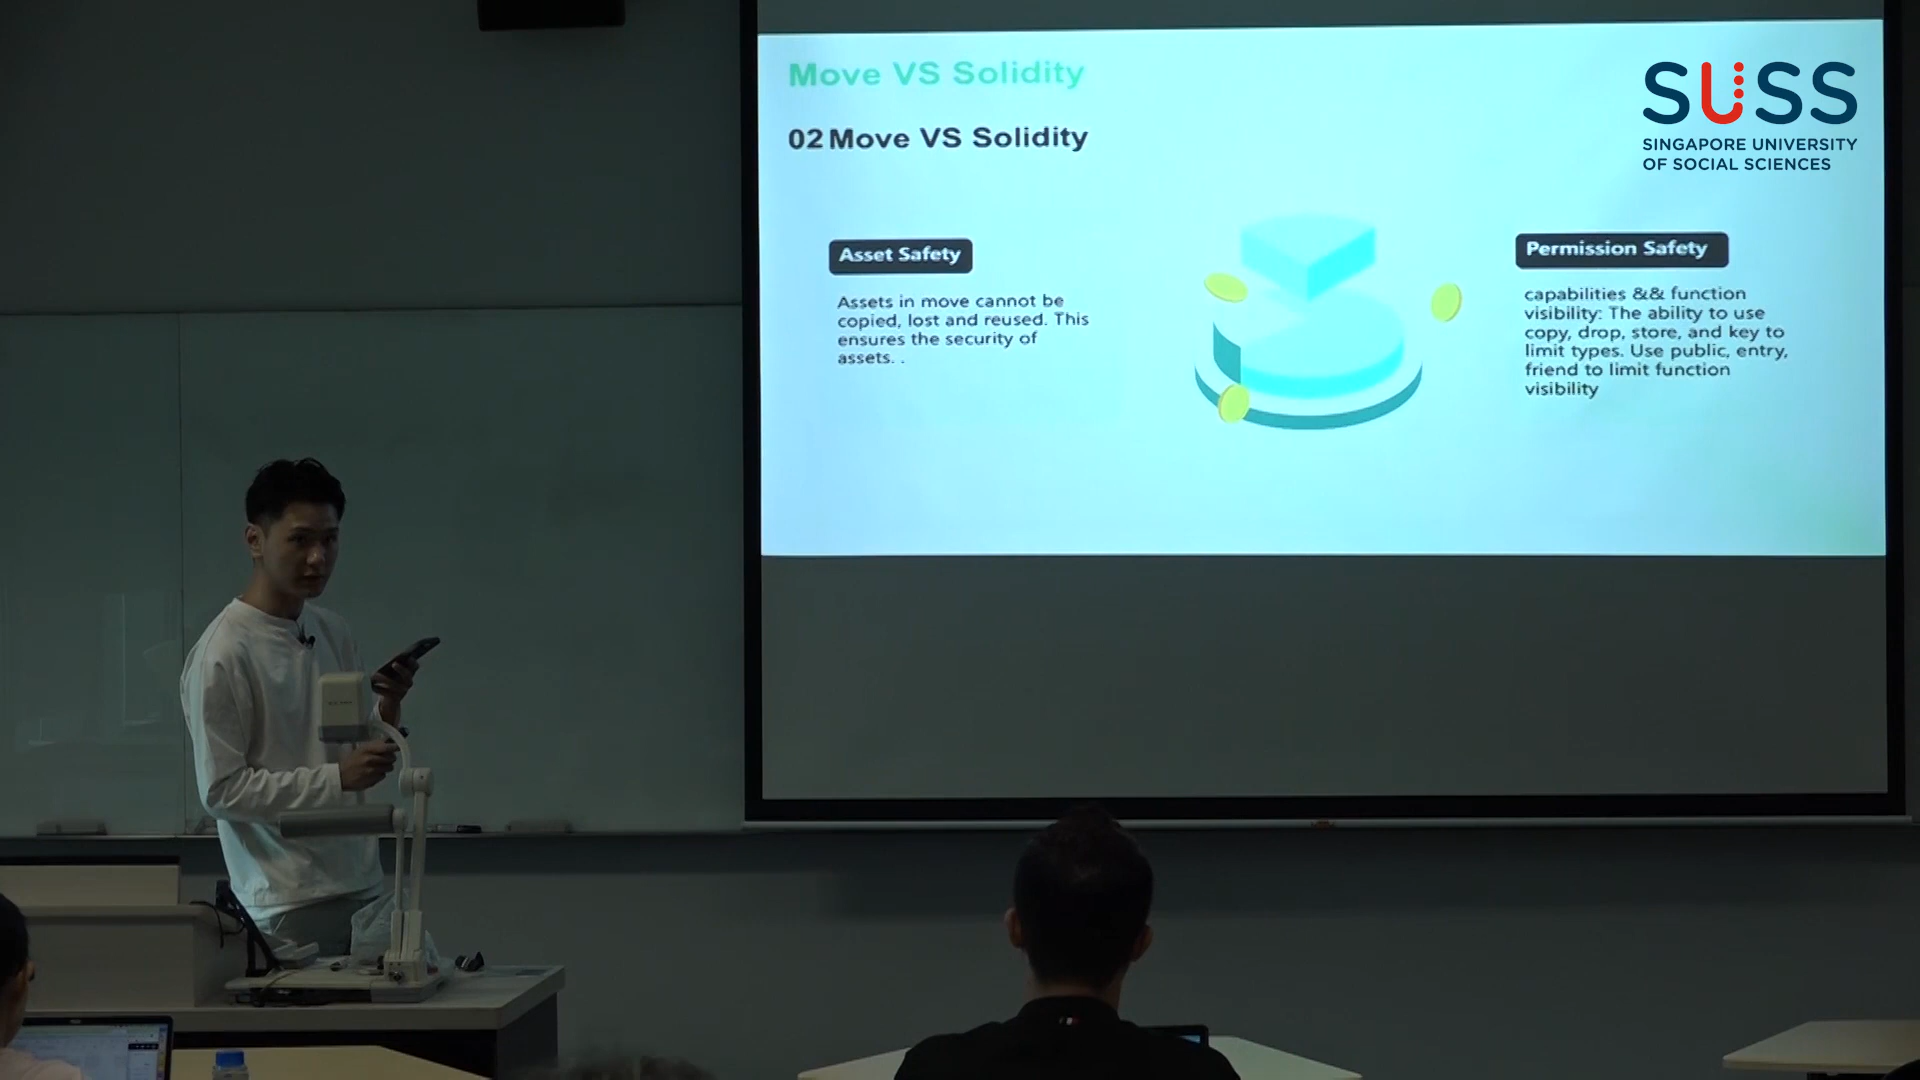 Move VS Solidity
02 Move VS Solidity
SUSS
SINGAPORE UNIVERSITY
OF SOCIAL SCIENCES
Asset Safety
Assets in move cannot be
copied, lost and reused. This
ensures the security of
assets. .
Permission Safety
capabilities && function
visibility: The ability to use
copy, drop, store, and key to
limit types. Use public, entry,
friend to limit function
visibility